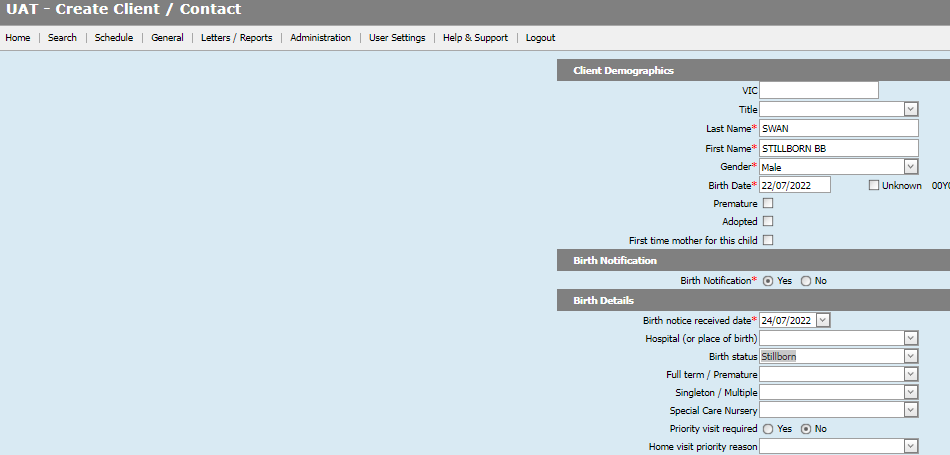 UAT - Create Client / Contact
Home | Search | Schedule | General | Letters / Reports | Administration | User Settings | Help & Support | Logout
Client Demographics
VIC
Title
Last Name* SWAN
First Name* STILLBORN BB
Gender* Male
Birth Date* 22/07/2022 Unknown
Premature
Adopted
First time mother for this child
Birth Notification
Birth Notification* Yes No
Birth Details
Birth notice received date* 24/07/2022
Hospital (or place of birth)
Birth status Stillborn
Full term / Premature
Singleton / Multiple
Special Care Nursery
Priority visit required Yes No
Home visit priority reason